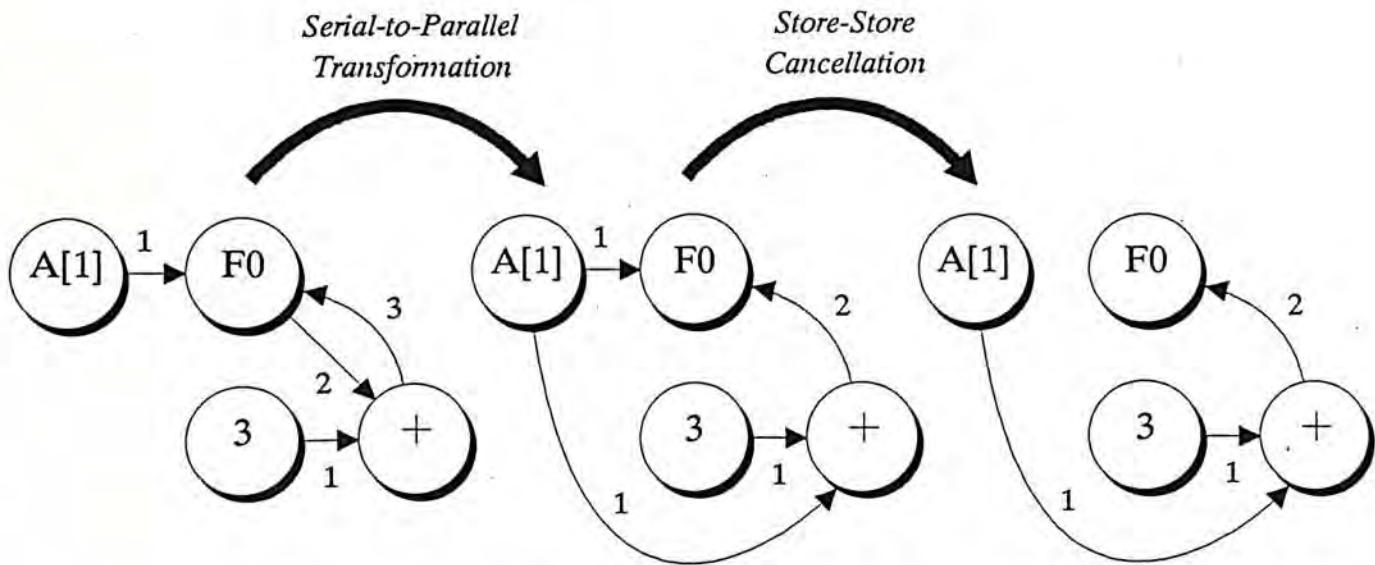 Serial-to-Parallel
Transformation
Store-Store
Cancellation
A[1]
1
F0
3
2
3
1
+
A[1]
1
F0
2
3
1
+
1
A[1]
F0
2
3
1
+
1